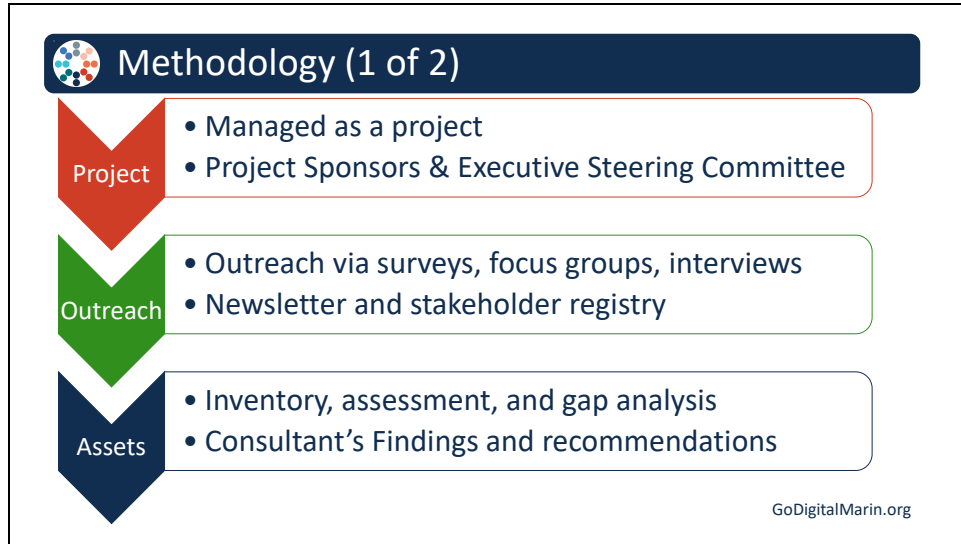 Methodology (1 of 2)
Project
• Managed as a project
• Project Sponsors & Executive Steering Committee
Outreach
• Outreach via surveys, focus groups, interviews
• Newsletter and stakeholder registry
Assets
• Inventory, assessment, and gap analysis
• Consultant’s Findings and recommendations
GoDigitalMarin.org